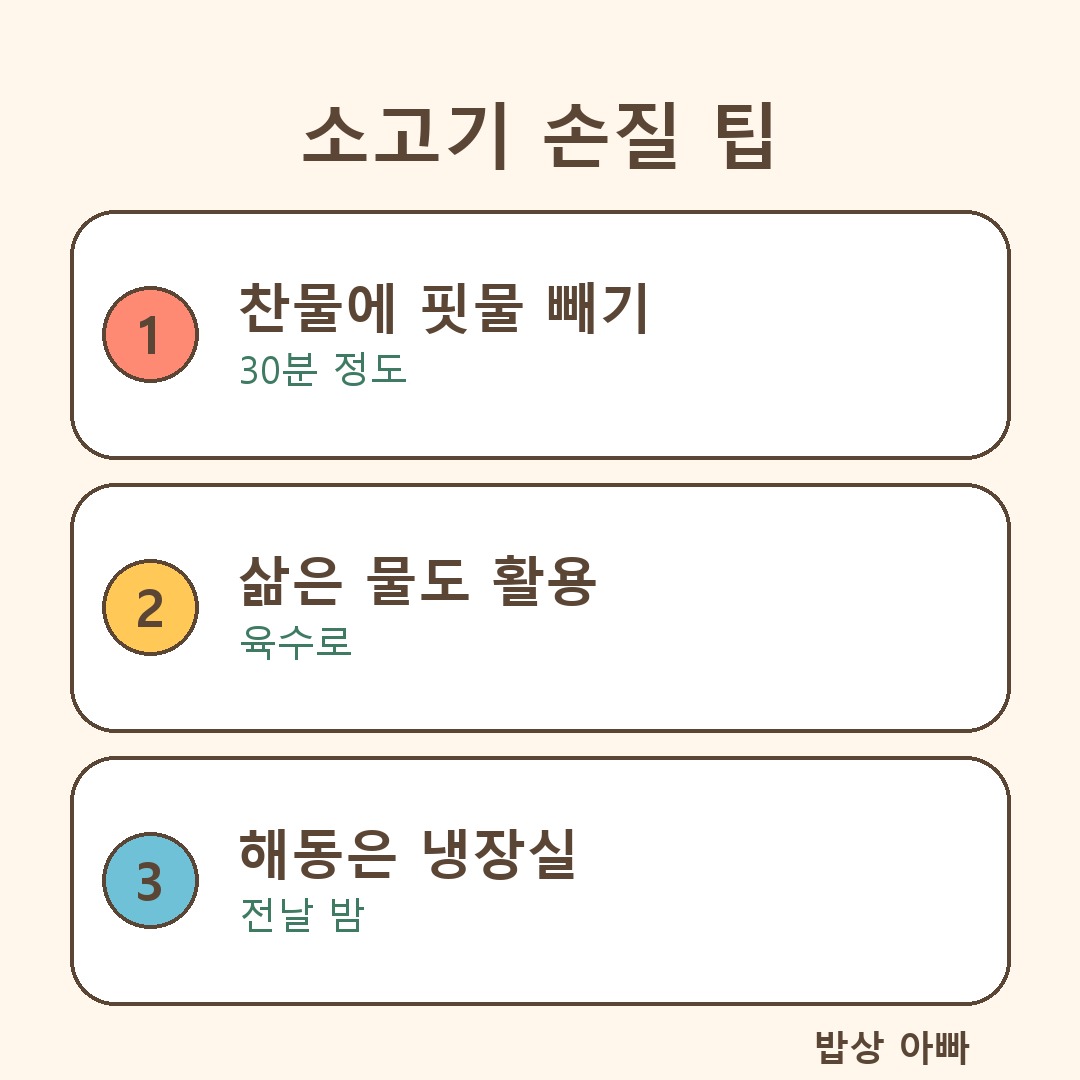 소고기 손질 팁
1
찬물에 핏물 빼기
30분 정도
2
삶은 물도 활용
육수로
3
해동은 냉장실
전날 밤
밥상 아빠